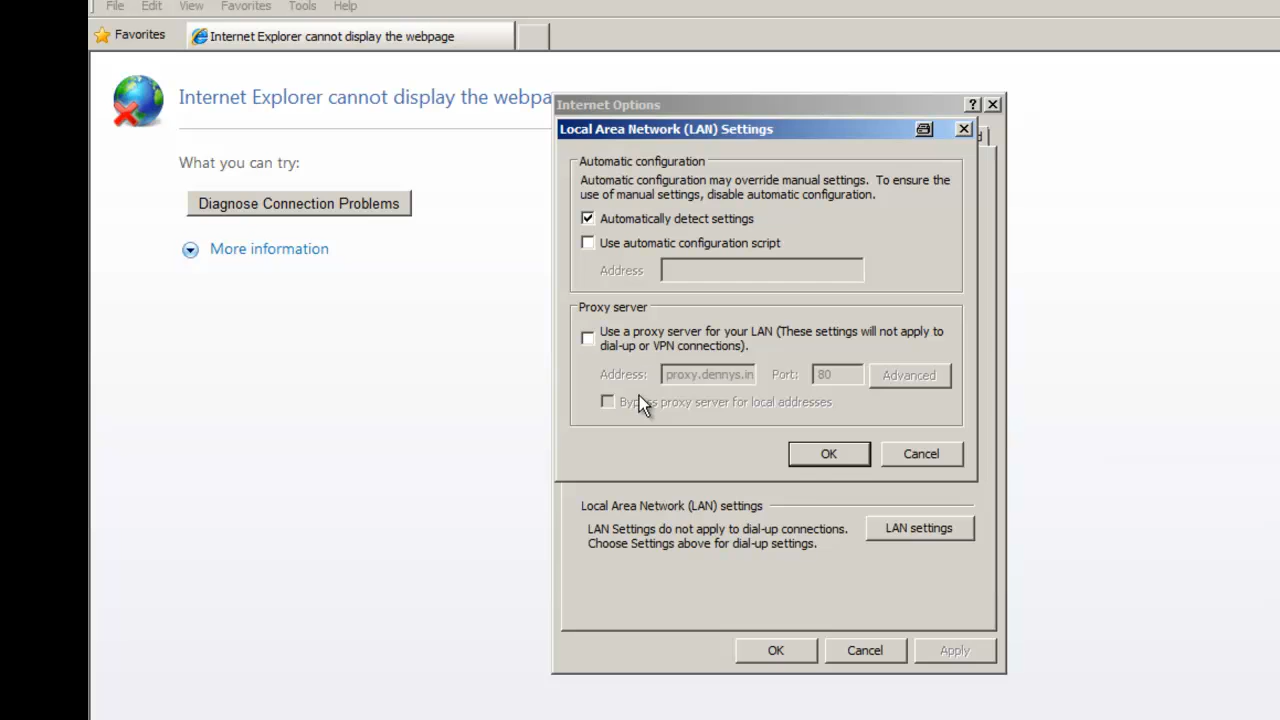 File Edit View Favorites Tools Help
Favorites
Internet Explorer cannot display the webpage
Internet Explorer cannot display the webpa
What you can try:
Diagnose Connection Problems
More information
Internet Options
?
Local Area Network (LAN) Settings
Automatic configuration
Automatic configuration may override manual settings. To ensure the
use of manual settings, disable automatic configuration.
Automatically detect settings
Use automatic configuration script
Address
Proxy server
Use a proxy server for your LAN (These settings will not apply to
dial-up or VPN connections).
Address: proxy.dennys.in Port: 80 Advanced
Bypass proxy server for local addresses
OK Cancel
Local Area Network (LAN) settings
LAN Settings do not apply to dial-up connections.
Choose Settings above for dial-up settings.
LAN settings
OK Cancel Apply